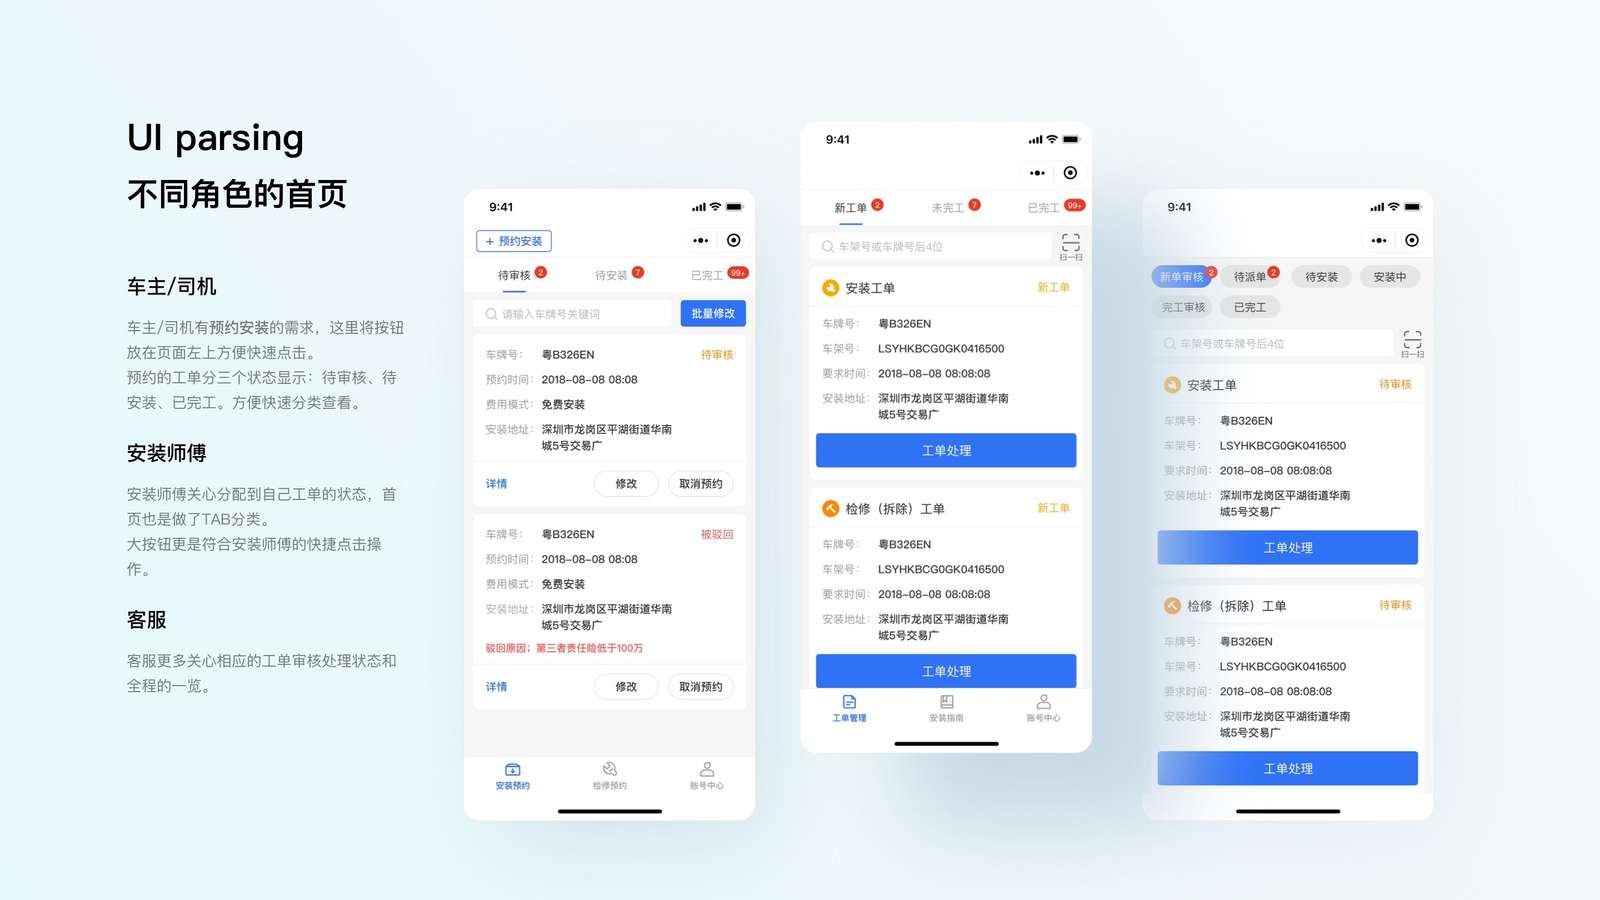 UI parsing
不同角色的首页
车主/司机
车主/司机有预约安装的需求，这里将按钮
放在页面左上方便快速点击。
预约的工单分三个状态显示：待审核、待
安装、已完工。方便快速分类查看。
安装师傅
安装师傅关心分配到自己工单的状态，首
页也是做了TAB分类。
大按钮更是符合安装师傅的快捷点击操
作。
客服
客服更多关心相应的工单审核处理状态和
全程的一览。
9:41
+ 预约安装
待审核 2 待安装 7 已完工 99+
请输入车牌号关键词 批量修改
车牌号： 粤B326EN 待审核
预约时间： 2018-08-08 08:08
费用模式： 免费安装
安装地址： 深圳市龙岗区平湖街道华南
城5号交易广
详情 修改 取消预约
车牌号： 粤B326EN 被驳回
预约时间： 2018-08-08 08:08
费用模式： 免费安装
安装地址： 深圳市龙岗区平湖街道华南
城5号交易广
驳回原因；第三者责任险低于100万
详情 修改 取消预约
安装预约 检修预约 账号中心
9:41
新工单 2 未完工 7 已完工 99+
车架号或车牌号后4位 扫一扫
安装工单 新工单
车牌号： 粤B326EN
车架号： LSYHKBCG0GK0416500
要求时间： 2018-08-08 08:08:08
安装地址： 深圳市龙岗区平湖街道华南
城5号交易广
工单处理
检修（拆除）工单 新工单
车牌号： 粤B326EN
车架号： LSYHKBCG0GK0416500
要求时间： 2018-08-08 08:08:08
安装地址： 深圳市龙岗区平湖街道华南
城5号交易广
工单处理
工单管理 安装指南 账号中心
9:41
新单审核 2 待派单 2 待安装 安装中
完工审核 已完工
车架号或车牌号后4位 扫一扫
安装工单 待审核
车牌号： 粤B326EN
车架号： LSYHKBCG0GK0416500
要求时间： 2018-08-08 08:08:08
安装地址： 深圳市龙岗区平湖街道华南
城5号交易广
工单处理
检修（拆除）工单 待审核
车牌号： 粤B326EN
车架号： LSYHKBCG0GK0416500
要求时间： 2018-08-08 08:08:08
安装地址： 深圳市龙岗区平湖街道华南
城5号交易广
工单处理